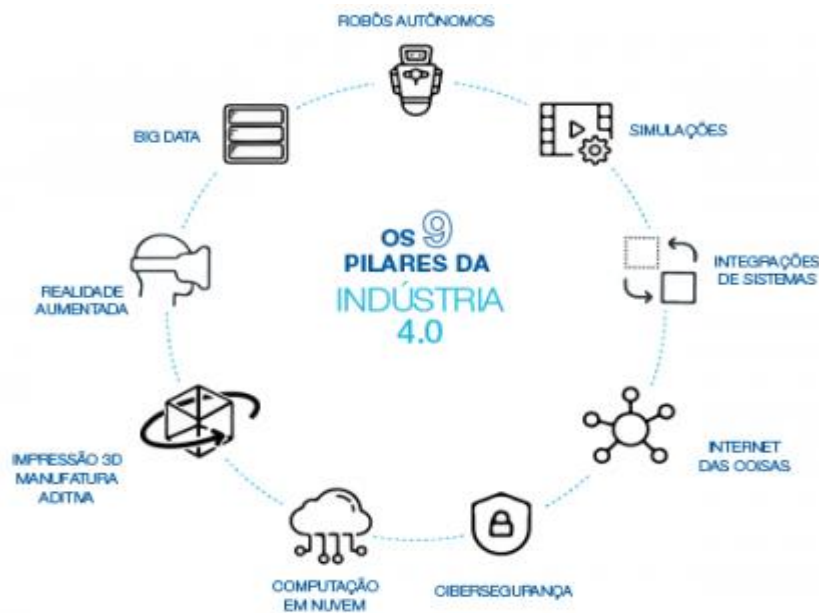 ROBÔS AUTÔNOMOS
SIMULAÇÕES
INTEGRAÇÕES
DE SISTEMAS
INTERNET
DAS COISAS
CIBERSEGURANÇA
COMPUTAÇÃO
EM NUVEM
IMPRESSÃO 3D
MANUFATURA
ADITIVA
REALIDADE
AUMENTADA
BIG DATA
OS 9
PILARES DA
INDÚSTRIA
4.0